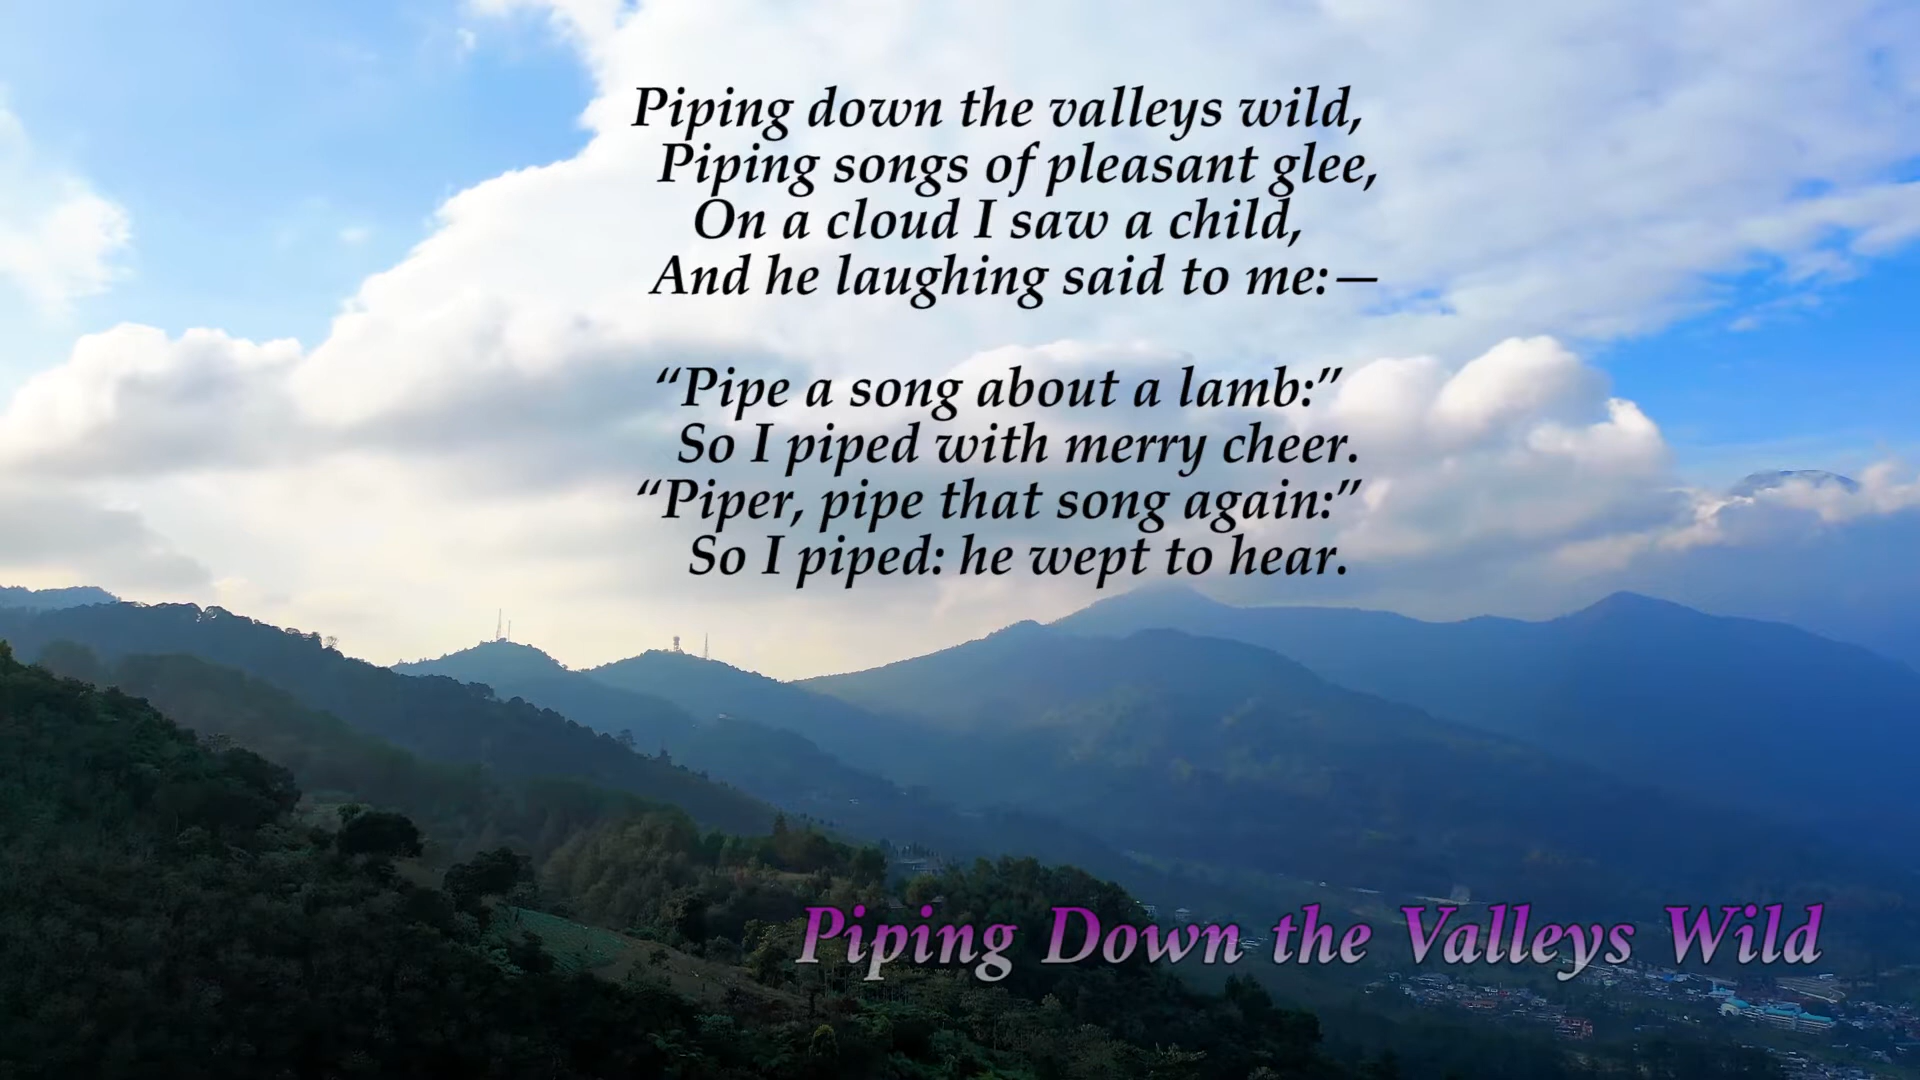 Piping down the valleys wild,
Piping songs of pleasant glee,
On a cloud I saw a child,
And he laughing said to me:—
“Pipe a song about a lamb:”
So I piped with merry cheer.
“Piper, pipe that song again:”
So I piped: he wept to hear.
Piping Down the Valleys Wild